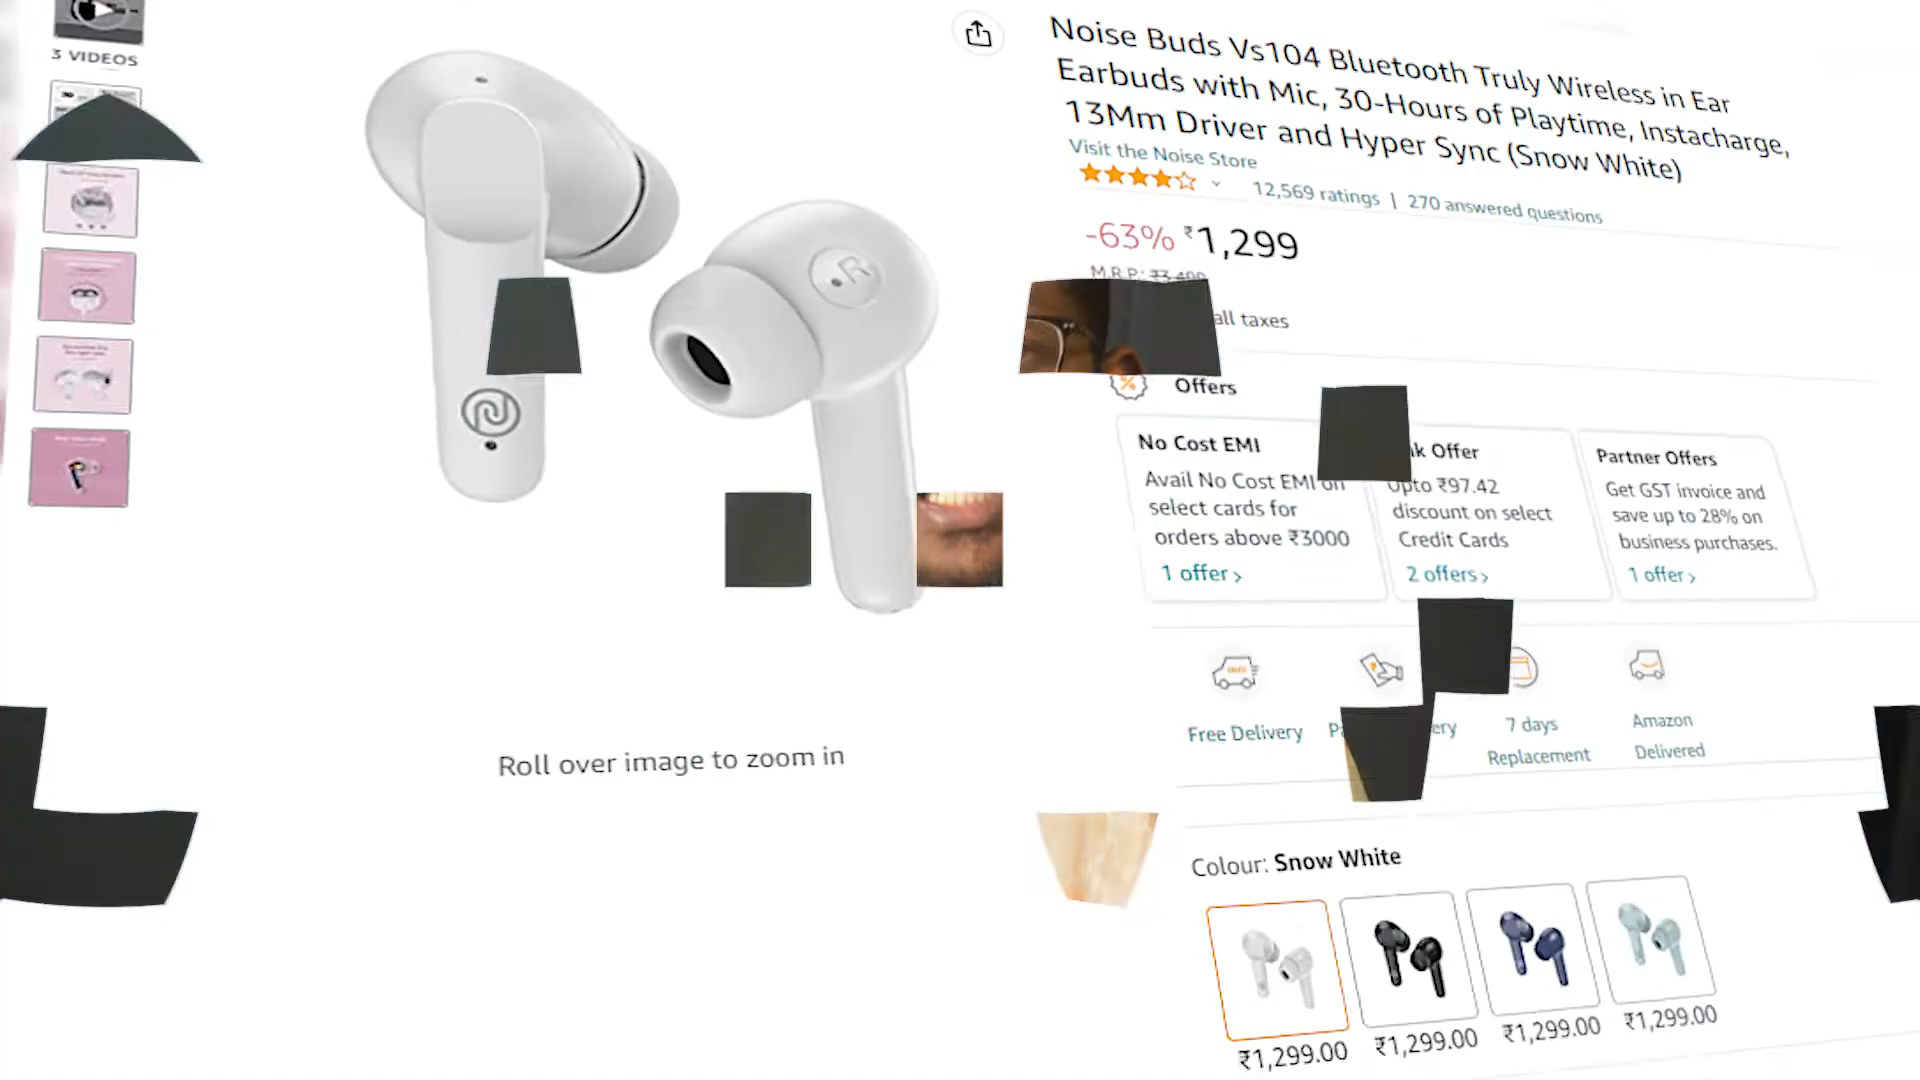 3 VIDEOS
Noise Buds Vs104 Bluetooth Truly Wireless in Ear
Earbuds with Mic, 30-Hours of Playtime, Instacharge,
13Mm Driver and Hyper Sync (Snow White)
Visit the Noise Store
12,569 ratings | 270 answered questions
-63% ₹1,299
M.R.P.: ₹3,499
all taxes
Offers
No Cost EMI
Avail No Cost EMI on
select cards for
orders above ₹3000
1 offer ›
Offer
Upto ₹97.42
discount on select
Credit Cards
2 offers ›
Partner Offers
Get GST invoice and
save up to 28% on
business purchases.
1 offer ›
Free Delivery
7 days
Replacement
Amazon
Delivered
R
Roll over image to zoom in
Colour: Snow White
₹1,299.00
₹1,299.00
₹1,299.00
₹1,299.00